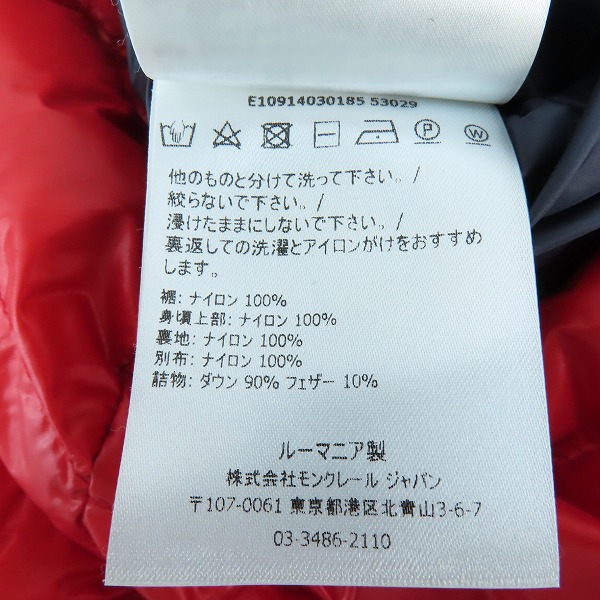 E10914030185 53029
P W
他のものと分けて洗って下さい。/
絞らないで下さい。/
浸けたままにしないで下さい。/
裏返しての洗濯とアイロンがけをおすすめ
します。
裾: ナイロン 100%
身頃上部: ナイロン 100%
裏地: ナイロン 100%
別布: ナイロン 100%
詰物: ダウン 90% フェザー 10%
ルーマニア製
株式会社モンクレール ジャパン
〒107-0061 東京都港区北青山3-6-7
03-3486-2110